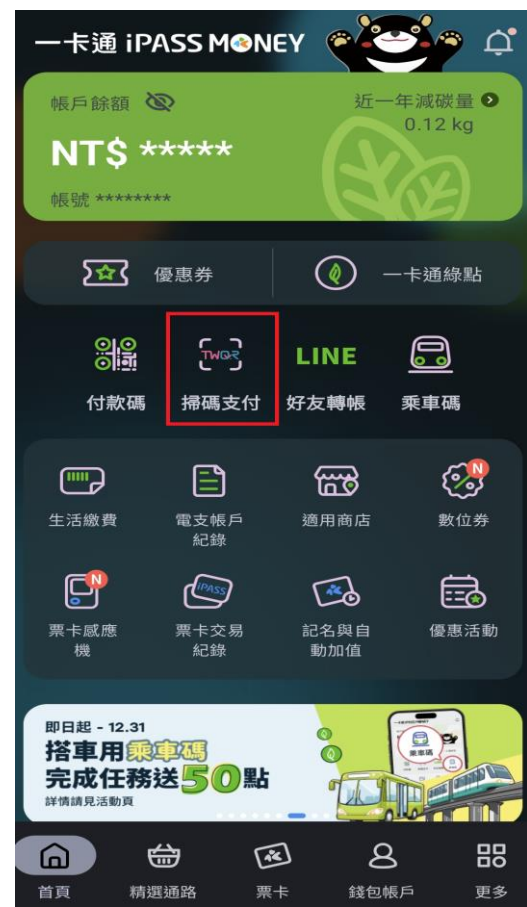 一卡通 iPASS MONEY
帳戶餘額
近一年減碳量
0.12 kg
NT$ *****
帳號 ********
優惠券
一卡通綠點
TWQR
LINE
付款碼
掃碼支付
好友轉帳
乘車碼
N
生活繳費
電支帳戶
紀錄
適用商店
數位券
N
iPASS
票卡感應
機
票卡交易
紀錄
記名與自
動加值
優惠活動
即日起 - 12.31
搭車用乘車碼
完成任務送50點
詳情請見活動頁
乘車碼
首頁
精選通路
票卡
錢包帳戶
更多